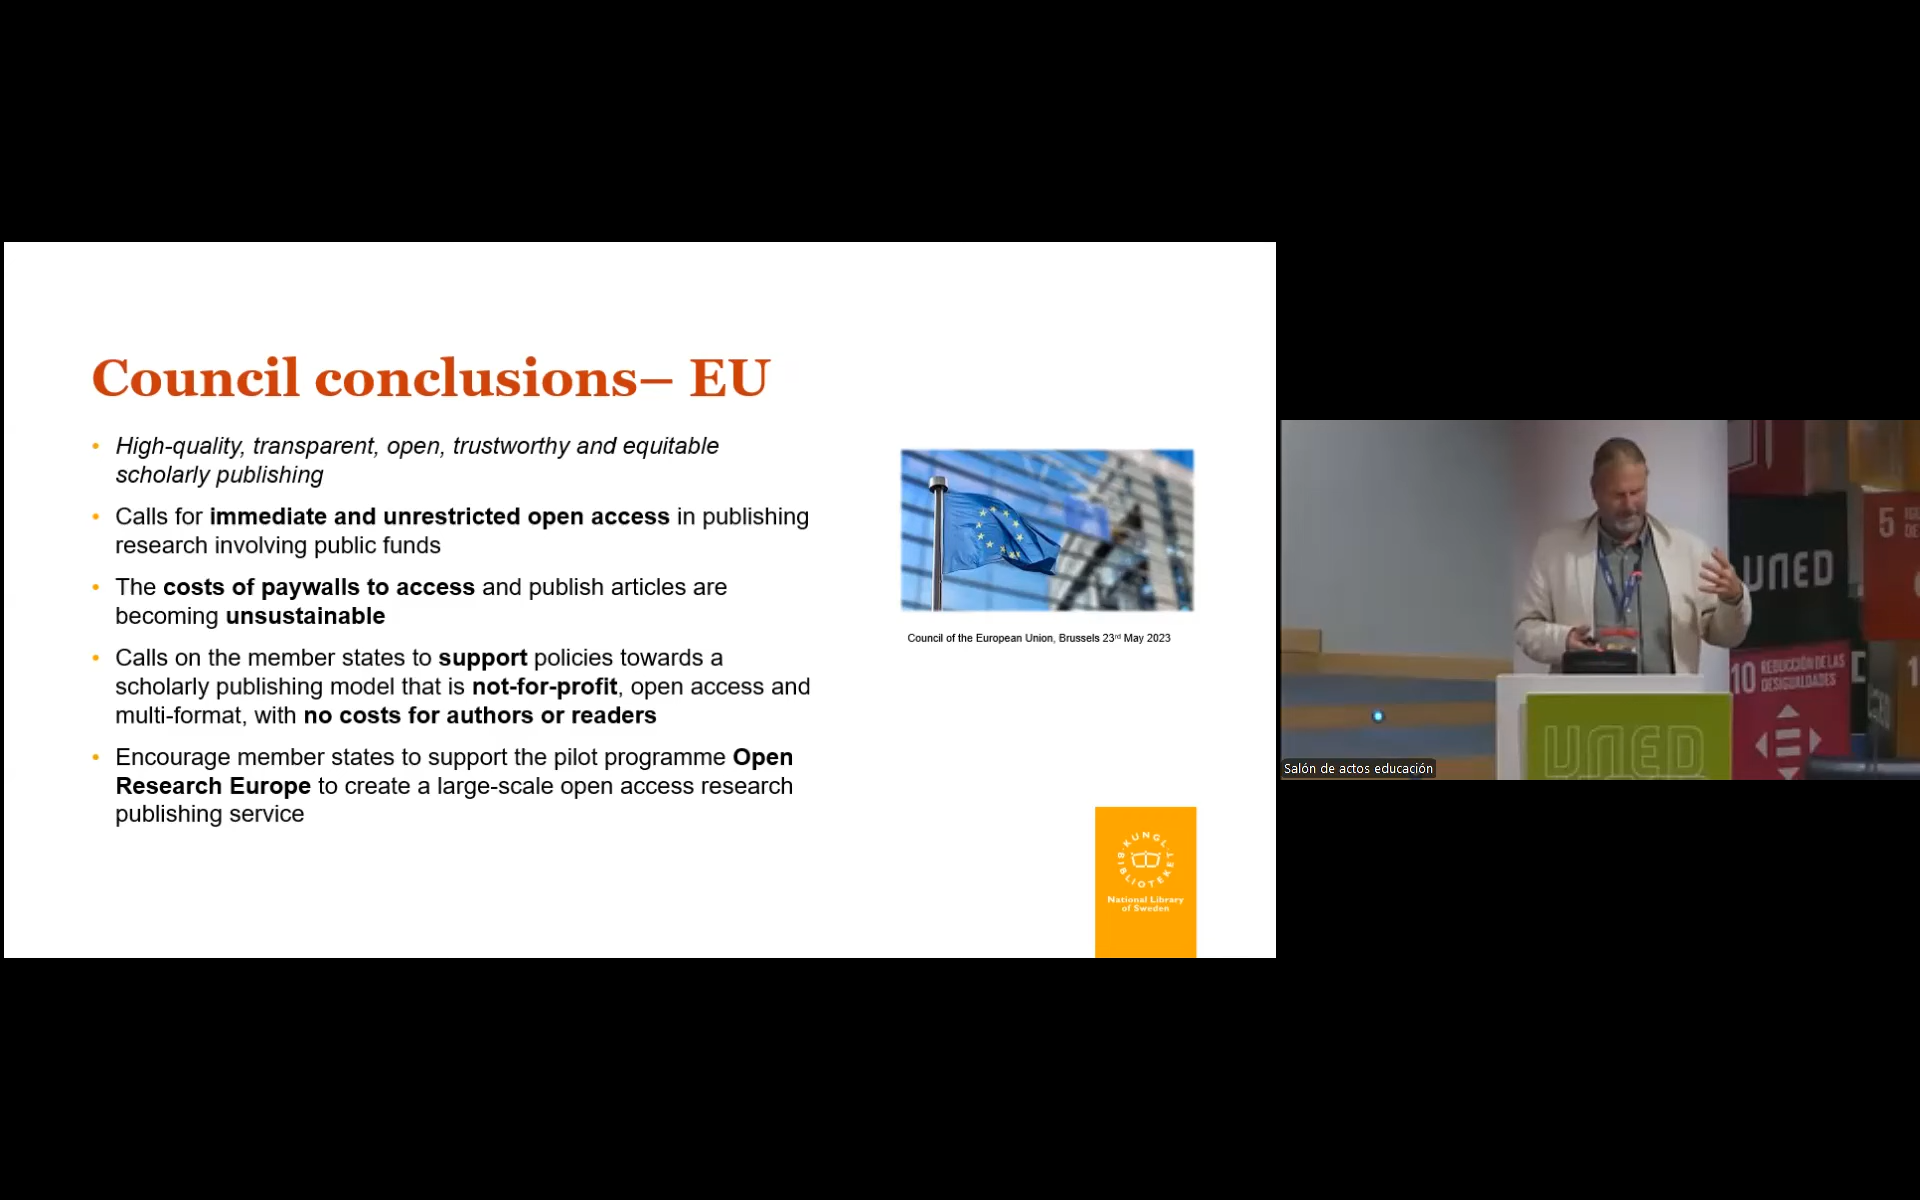 Council conclusions– EU
• High-quality, transparent, open, trustworthy and equitable
scholarly publishing
• Calls for immediate and unrestricted open access in publishing
research involving public funds
• The costs of paywalls to access and publish articles are
becoming unsustainable
• Calls on the member states to support policies towards a
scholarly publishing model that is not-for-profit, open access and
multi-format, with no costs for authors or readers
• Encourage member states to support the pilot programme Open
Research Europe to create a large-scale open access research
publishing service
Council of the European Union, Brussels 23rd May 2023
KUNGL.
BIBLIOTEKET
National Library
of Sweden
UNED
5
10 REDUCCIÓN DE LAS
DESIGUALDADES
UNED
Salón de actos educación